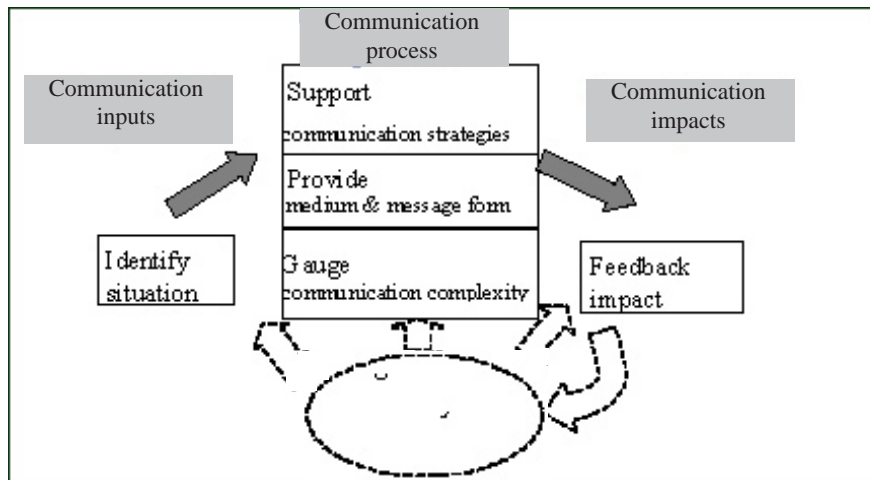 Communication
process
Communication
inputs
Communication
impacts
Support
communication strategies
Provide
medium & message form
Gauge
communication complexity
Identify
situation
Feedback
impact